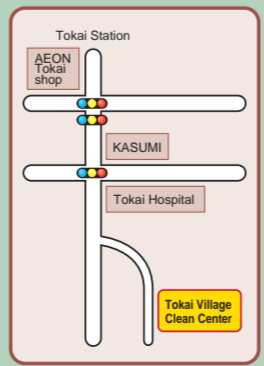 Tokai Station
AEON
Tokai
shop
KASUMI
Tokai Hospital
Tokai Village
Clean Center